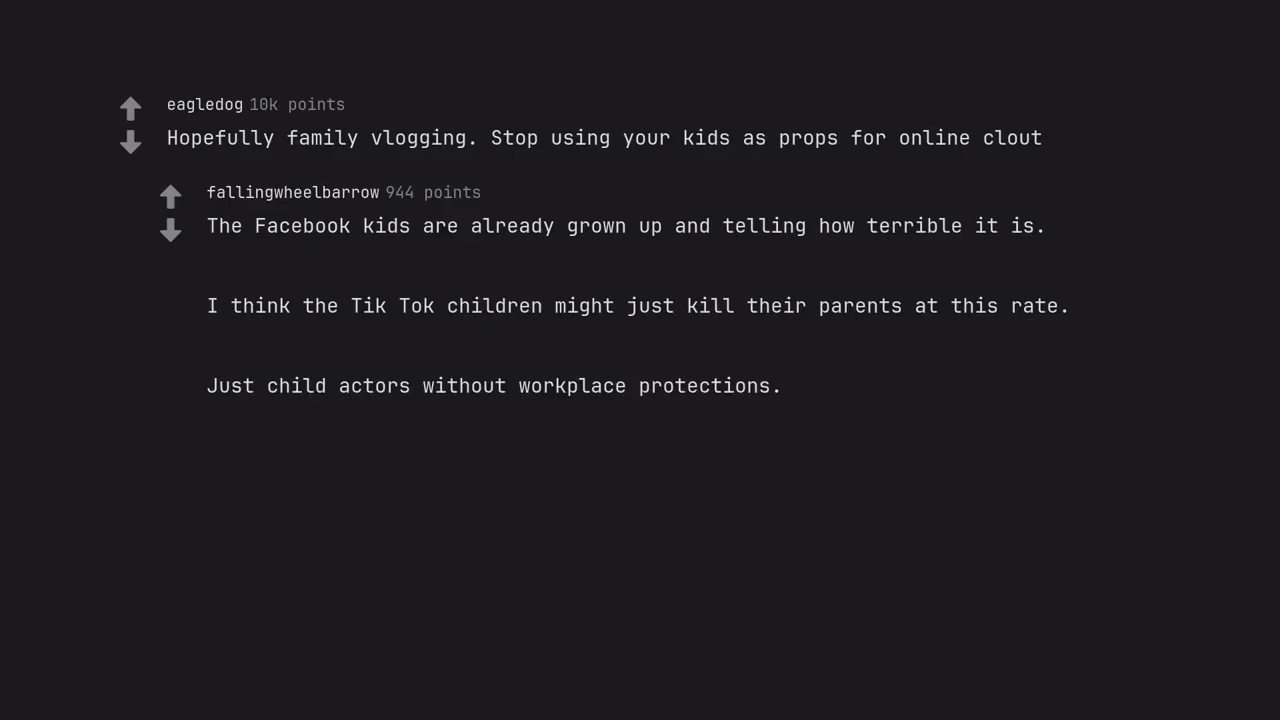 eagledog 10k points
Hopefully family vlogging. Stop using your kids as props for online clout
fallingwheelbarrow 944 points
The Facebook kids are already grown up and telling how terrible it is.
I think the Tik Tok children might just kill their parents at this rate.
Just child actors without workplace protections.